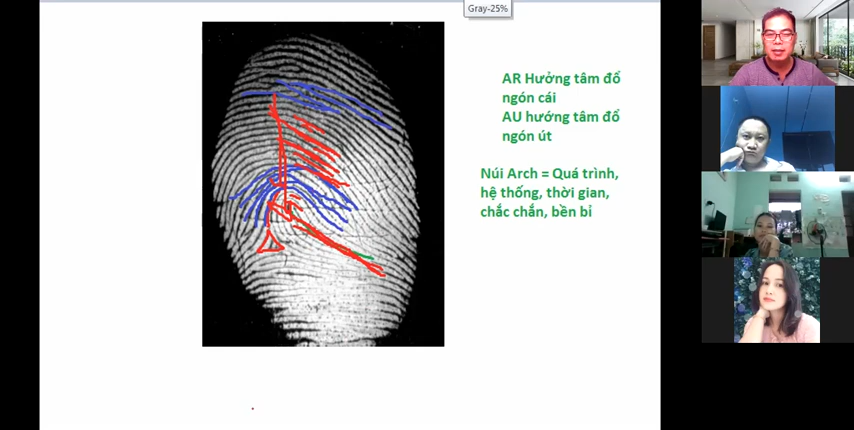 Gray-25%
AR Hưởng tâm đổ
ngón cái
AU hướng tâm đổ
ngón út
Núi Arch = Quá trình,
hệ thống, thời gian,
chắc chắn, bền bỉ